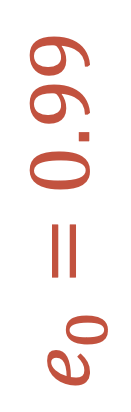 e₀ = 0.99